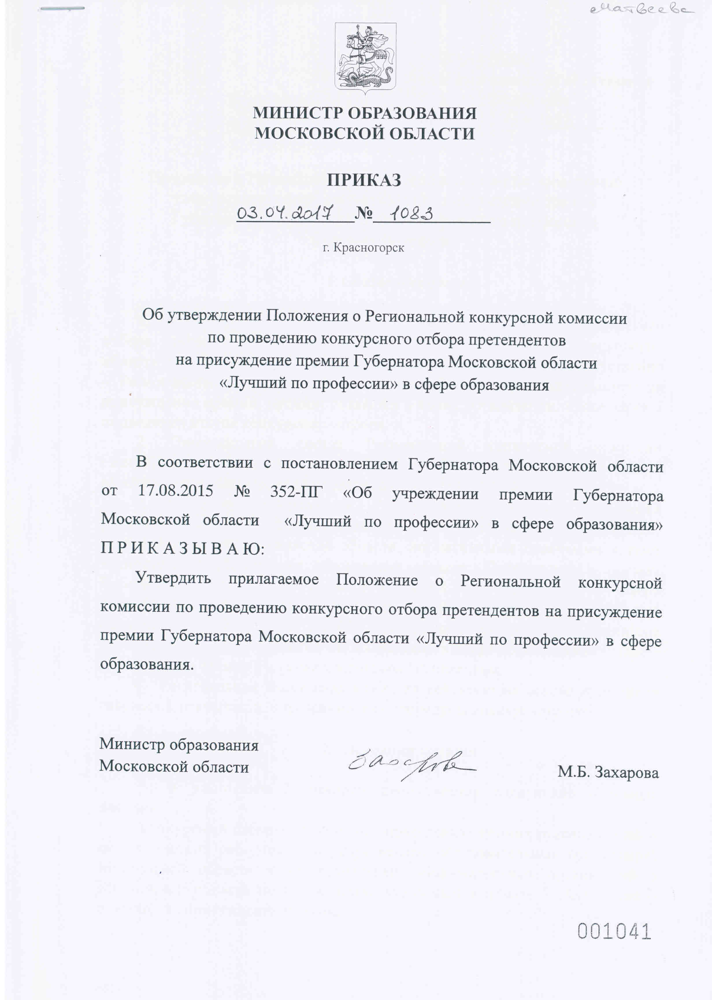 Матвеева
МИНИСТР ОБРАЗОВАНИЯ
МОСКОВСКОЙ ОБЛАСТИ
ПРИКАЗ
03.04.2017 № 1083
г. Красногорск
Об утверждении Положения о Региональной конкурсной комиссии
по проведению конкурсного отбора претендентов
на присуждение премии Губернатора Московской области
«Лучший по профессии» в сфере образования
В соответствии с постановлением Губернатора Московской области
от 17.08.2015 № 352-ПГ «Об учреждении премии Губернатора
Московской области «Лучший по профессии» в сфере образования»
П Р И К А З Ы В А Ю:
Утвердить прилагаемое Положение о Региональной конкурсной
комиссии по проведению конкурсного отбора претендентов на присуждение
премии Губернатора Московской области «Лучший по профессии» в сфере
образования.
Министр образования
Московской области
М.Б. Захарова
001041